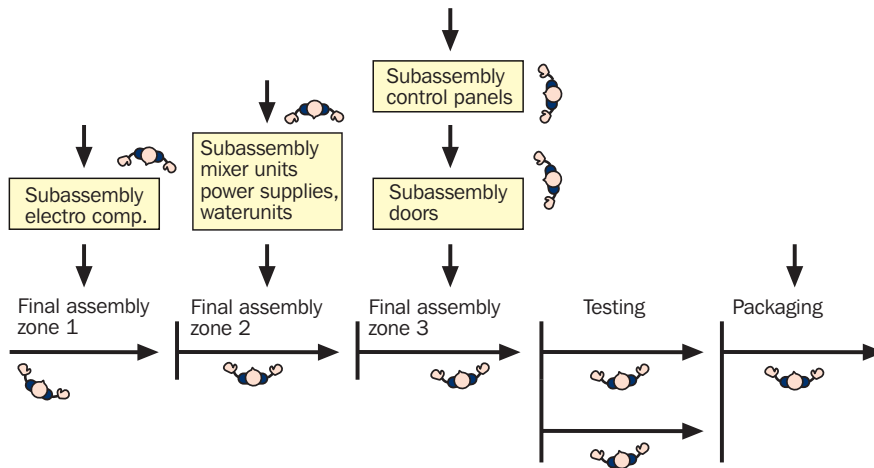 Subassembly
control panels
Subassembly
mixer units
power supplies,
waterunits
Subassembly
electro comp.
Subassembly
doors
Final assembly
zone 1
Final assembly
zone 2
Final assembly
zone 3
Testing
Packaging